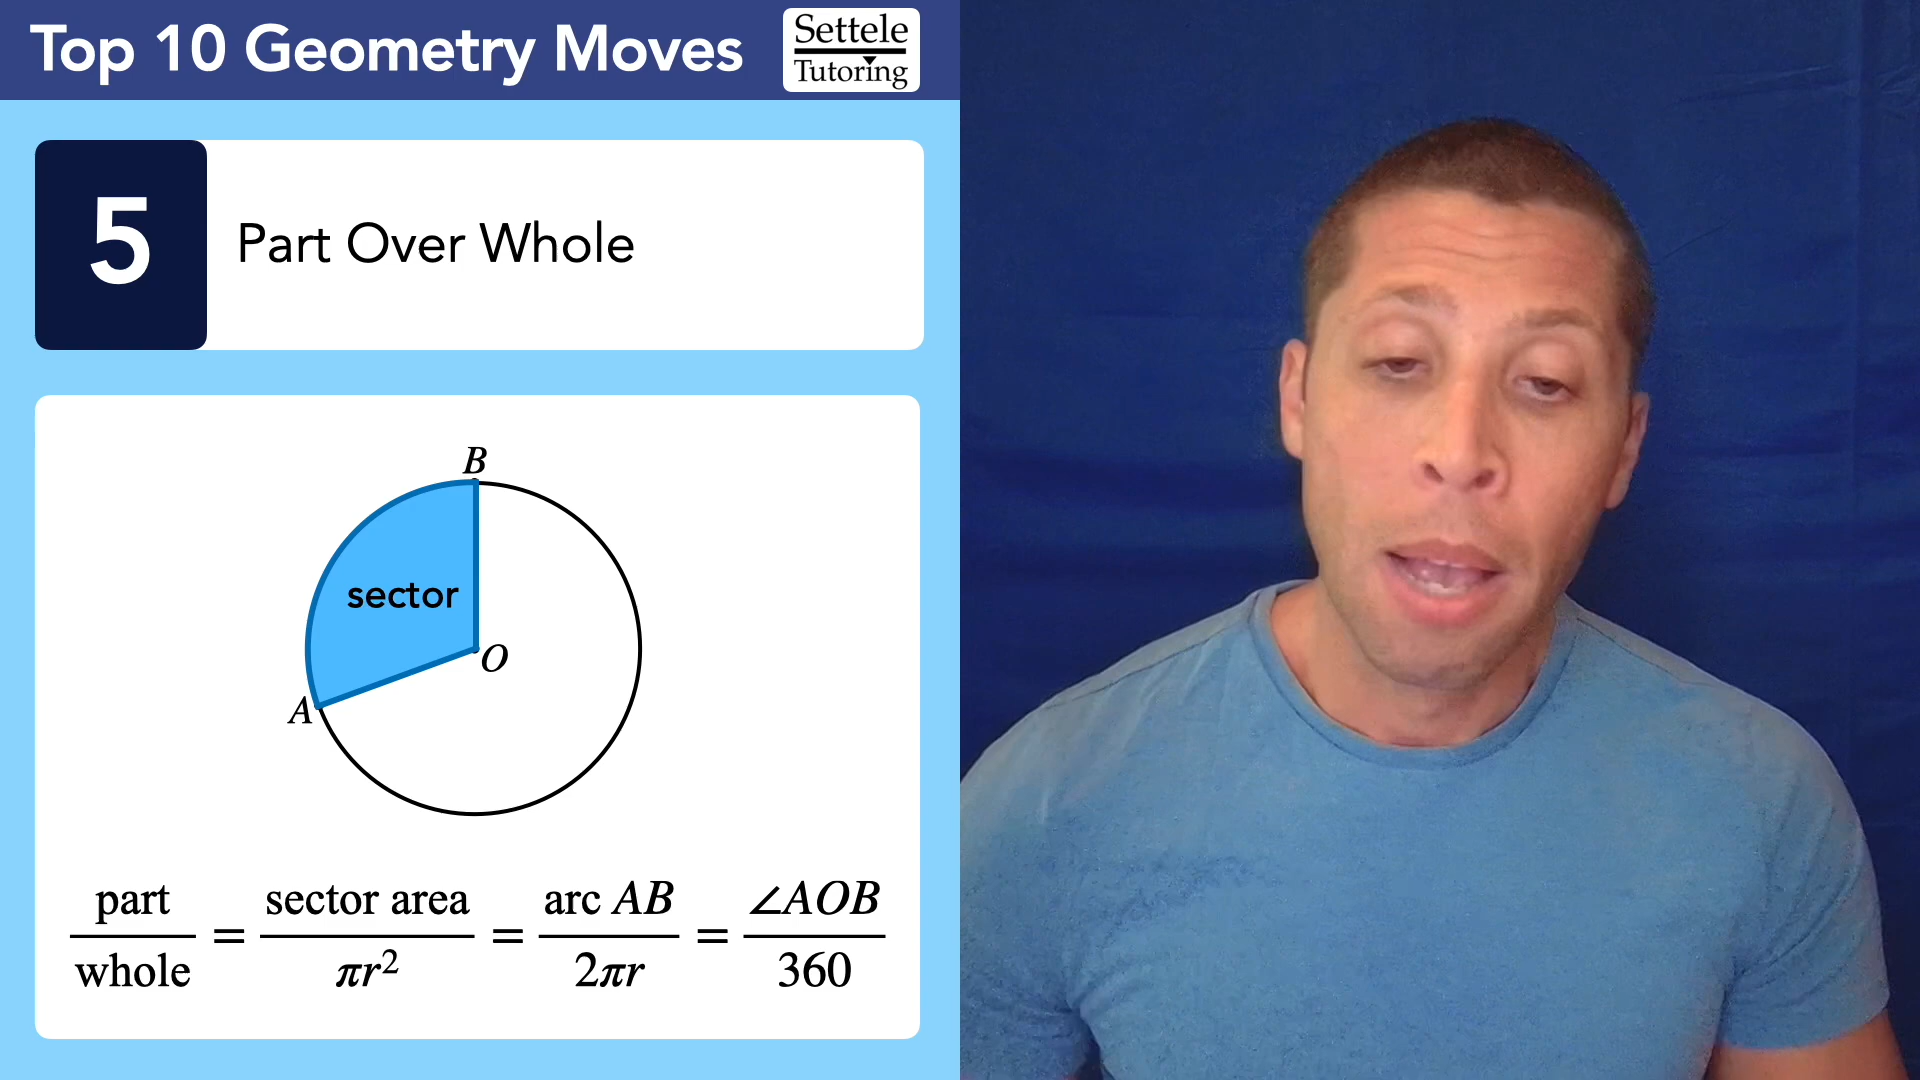 Top 10 Geometry Moves
Settele
Tutoring
5
Part Over Whole
B
sector
O
A
part/whole = sector area/πr² = arc AB/2πr = ∠AOB/360